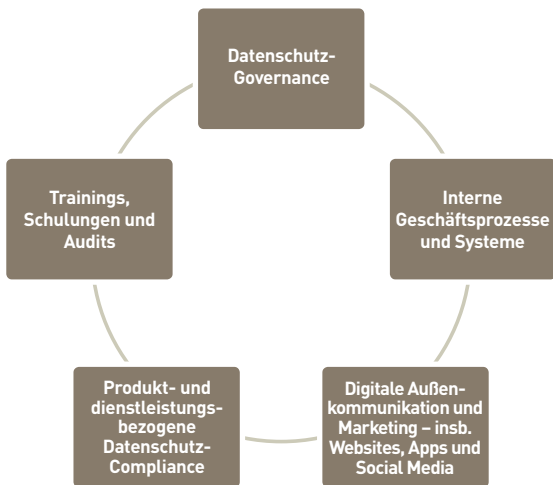 Datenschutz-
Governance
Interne
Geschäftsprozesse
und Systeme
Digitale Außen-
kommunikation und
Marketing – insb.
Websites, Apps und
Social Media
Produkt- und
dienstleistungs-
bezogene
Datenschutz-
Compliance
Trainings,
Schulungen und
Audits